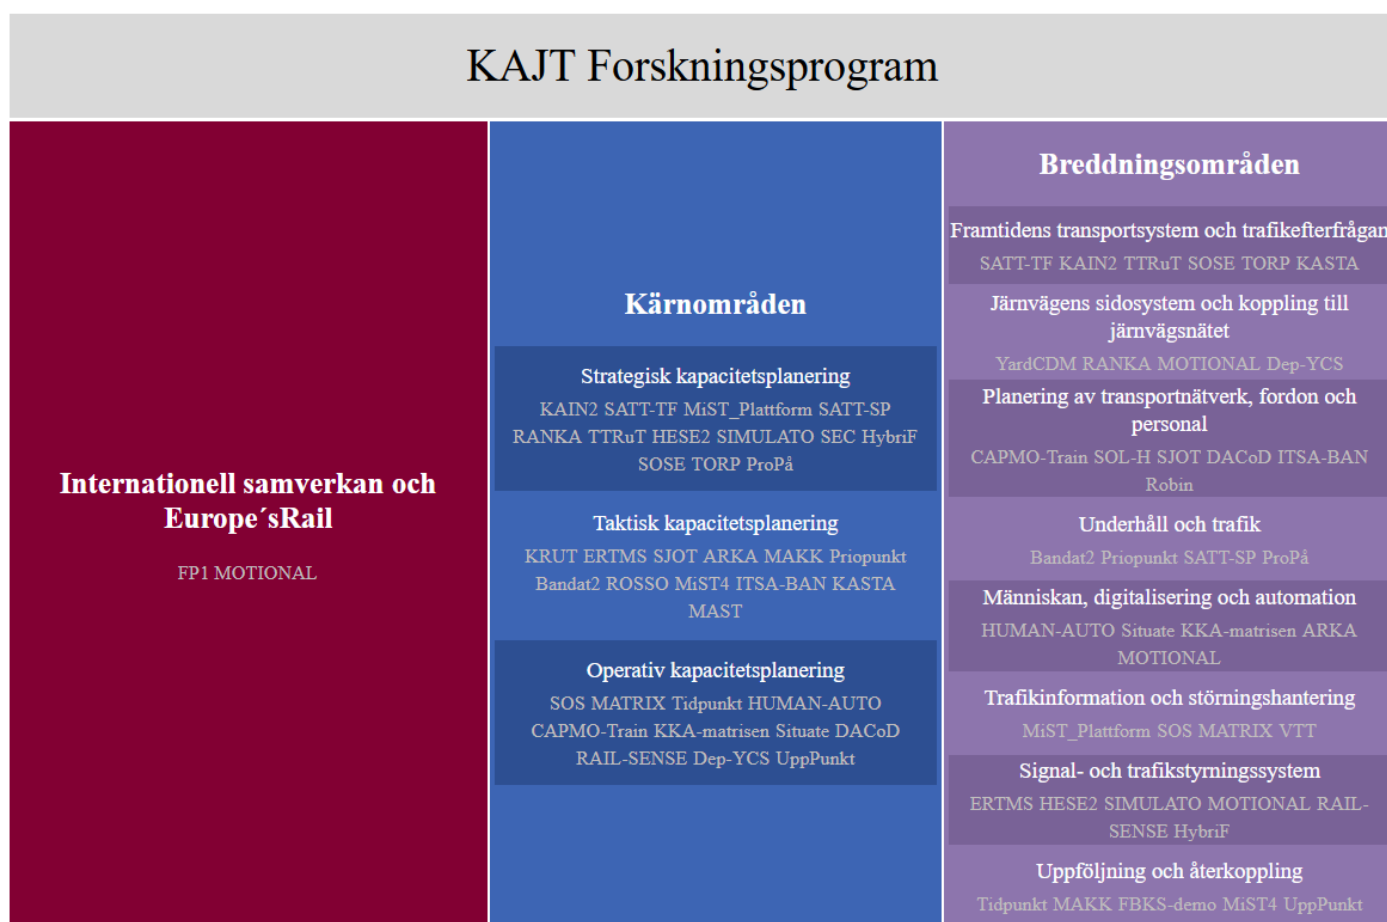 KAJT Forskningsprogram
Internationell samverkan och
Europe´sRail
FP1 MOTIONAL
Kärnområden
Strategisk kapacitetsplanering
KAIN2 SATT-TF MiST_Plattform SATT-SP
RANKA TTRuT HESE2 SIMULATO SEC HybriF
SOSE TORP ProPå
Taktisk kapacitetsplanering
KRUT ERTMS SJOT ARKA MAKK Priopunkt
Bandat2 ROSSO MiST4 ITSA-BAN KASTA
MAST
Operativ kapacitetsplanering
SOS MATRIX Tidpunkt HUMAN-AUTO
CAPMO-Train KKA-matrisen Situate DACoD
RAIL-SENSE Dep-YCS UppPunkt
Breddningsområden
Framtidens transportsystem och trafikefterfrågan
SATT-TF KAIN2 TTRuT SOSE TORP KASTA
Järnvägens sidosystem och koppling till
järnvägsnätet
YardCDM RANKA MOTIONAL Dep-YCS
Planering av transportnätverk, fordon och
personal
CAPMO-Train SOL-H SJOT DACoD ITSA-BAN
Robin
Underhåll och trafik
Bandat2 Priopunkt SATT-SP ProPå
Människan, digitalisering och automation
HUMAN-AUTO Situate KKA-matrisen ARKA
MOTIONAL
Trafikinformation och störningshantering
MiST_Plattform SOS MATRIX VTT
Signal- och trafikstyrningssystem
ERTMS HESE2 SIMULATO MOTIONAL RAIL-
SENSE HybriF
Uppföljning och återkoppling
Tidpunkt MAKK FBKS-demo MiST4 UppPunkt